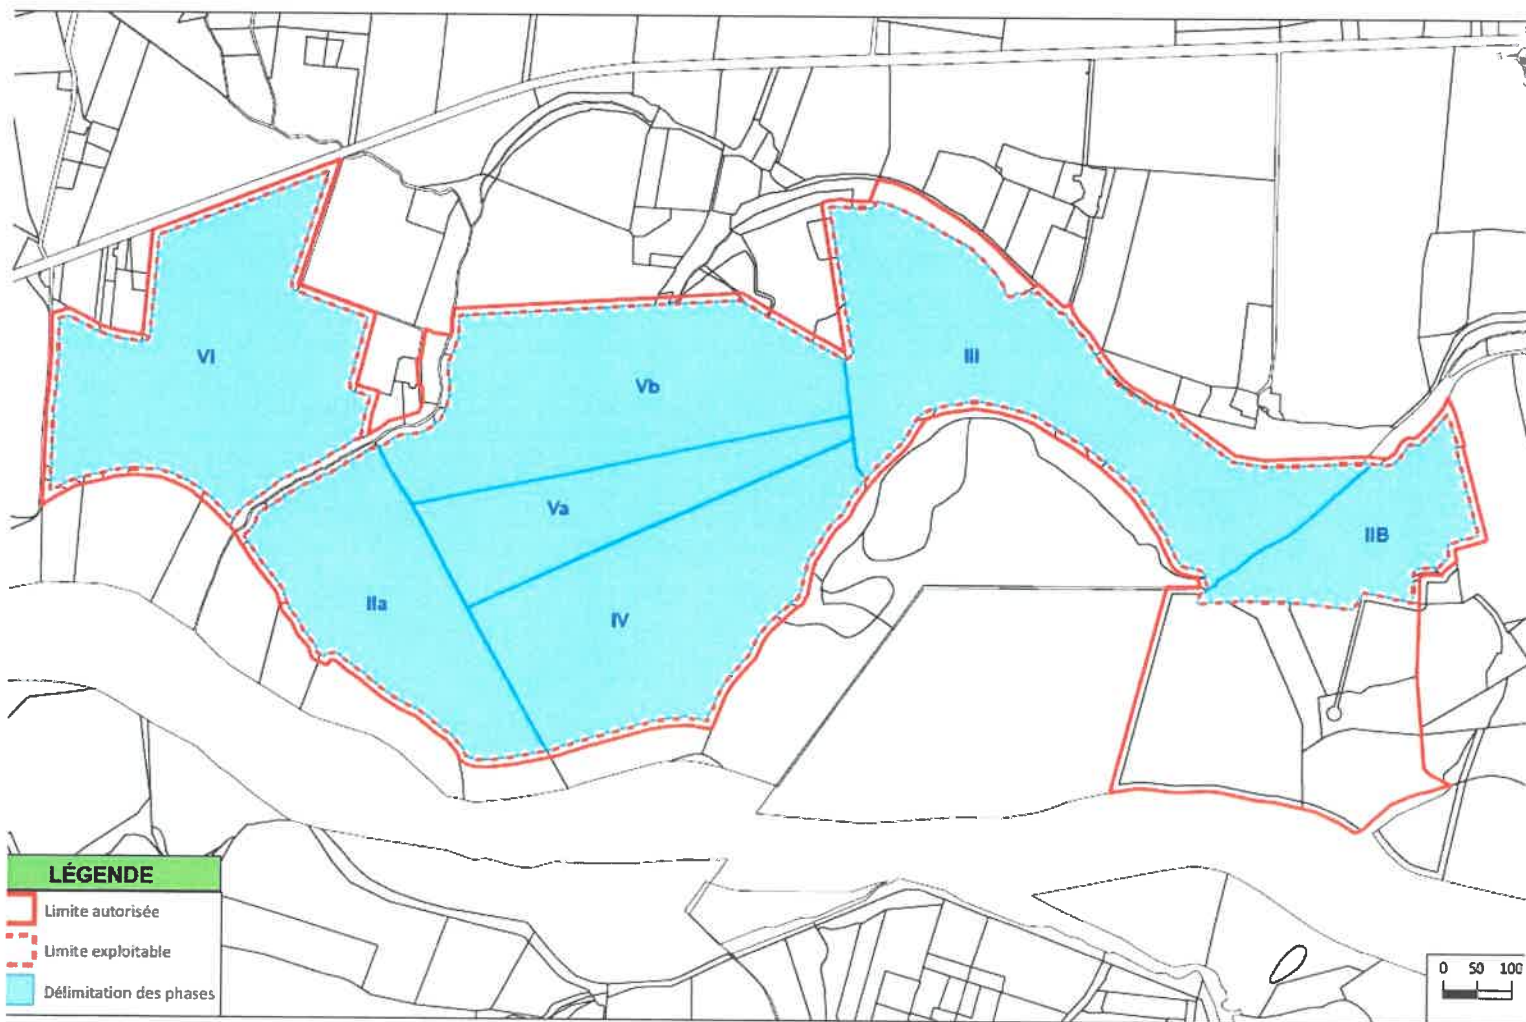 VI
Vb
III
Va
IIB
IIa
IV
LÉGENDE
Limite autorisée
Limite exploitable
Délimitation des phases
0 50 100